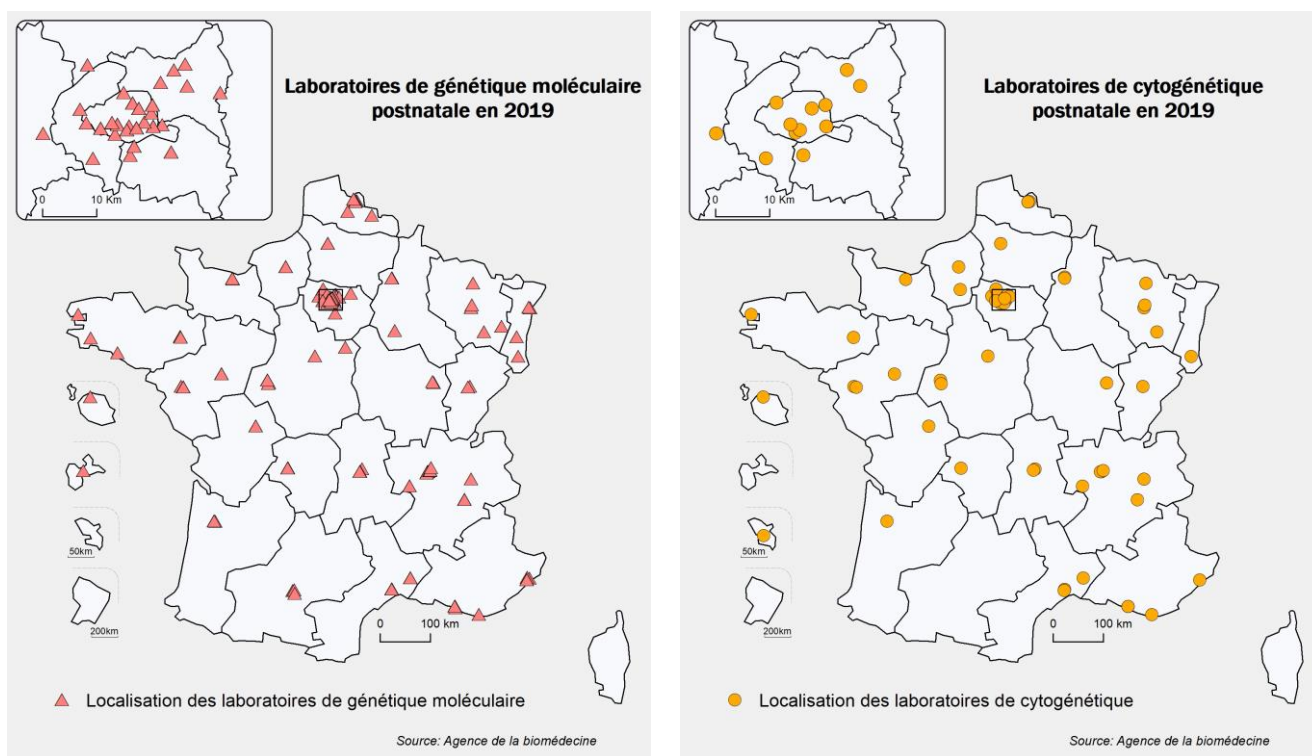 Laboratoires de génétique moléculaire
postnatale en 2019
0 10 Km
50km
200km
0 100 km
Localisation des laboratoires de génétique moléculaire
Source: Agence de la biomédecine
Laboratoires de cytogénétique
postnatale en 2019
0 10 Km
50km
200km
0 100 km
Localisation des laboratoires de cytogénétique
Source: Agence de la biomédecine